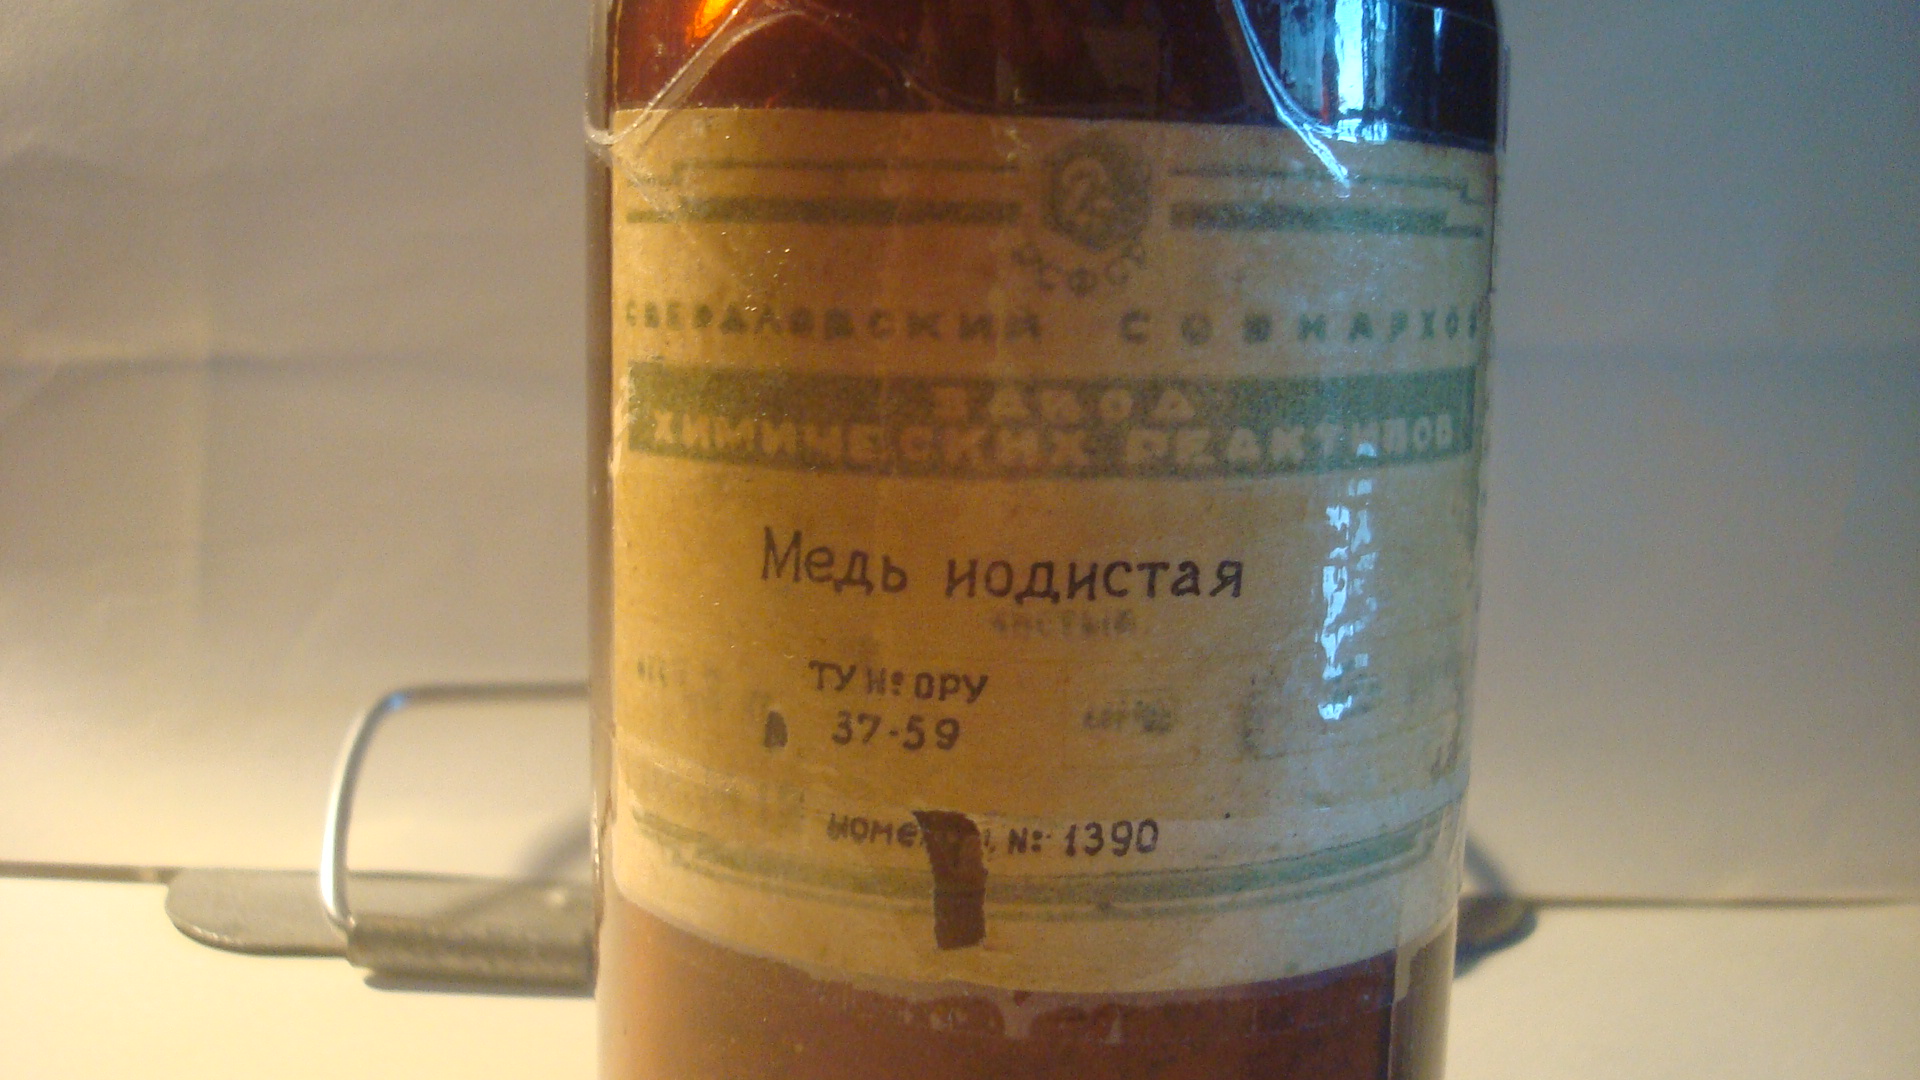 РСФСР
СВЕРДЛОВСКИЙ СОВНАРХОЗ
ЗАВОД
ХИМИЧЕСКИХ РЕАКТИВОВ
Медь иодистая
чистый
ТУ № ОРУ
37-59
№: 1390